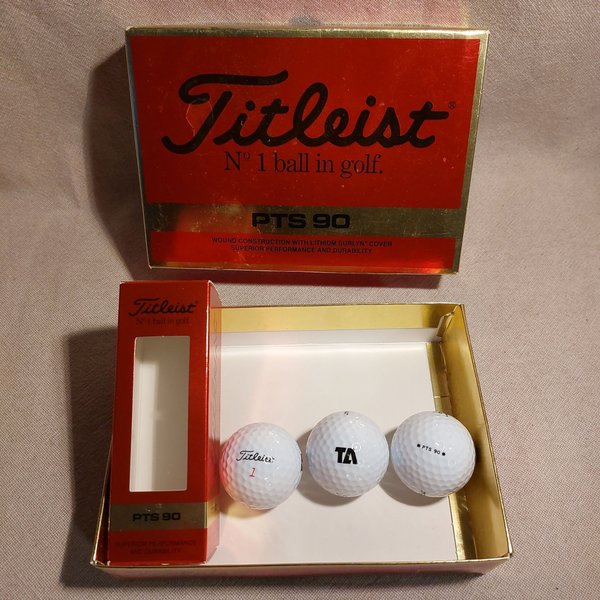 Titleist®
Nº 1 ball in golf.
PTS 90
WOUND CONSTRUCTION WITH LITHIUM SURLYN® COVER
SUPERIOR PERFORMANCE AND DURABILITY.
Titleist
Nº 1 ball in golf.
PTS 90
SUPERIOR PERFORMANCE
AND DURABILITY.
Titleist
1
TA
PTS 90